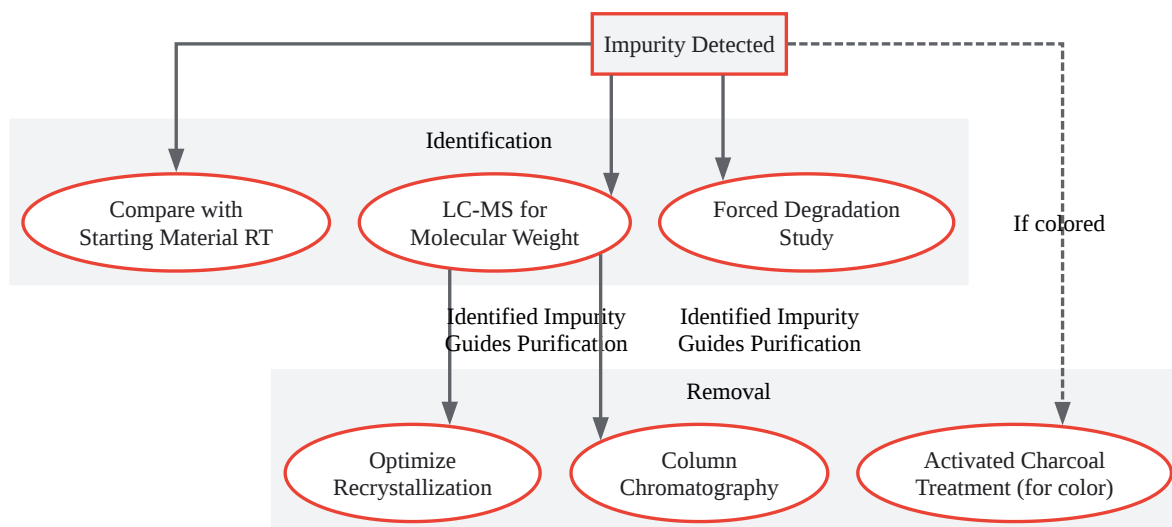 Impurity Detected
Identification
Compare with
Starting Material RT
LC-MS for
Molecular Weight
Forced Degradation
Study
If colored
Identified Impurity
Guides Purification
Identified Impurity
Guides Purification
Removal
Optimize
Recrystallization
Column
Chromatography
Activated Charcoal
Treatment (for color)